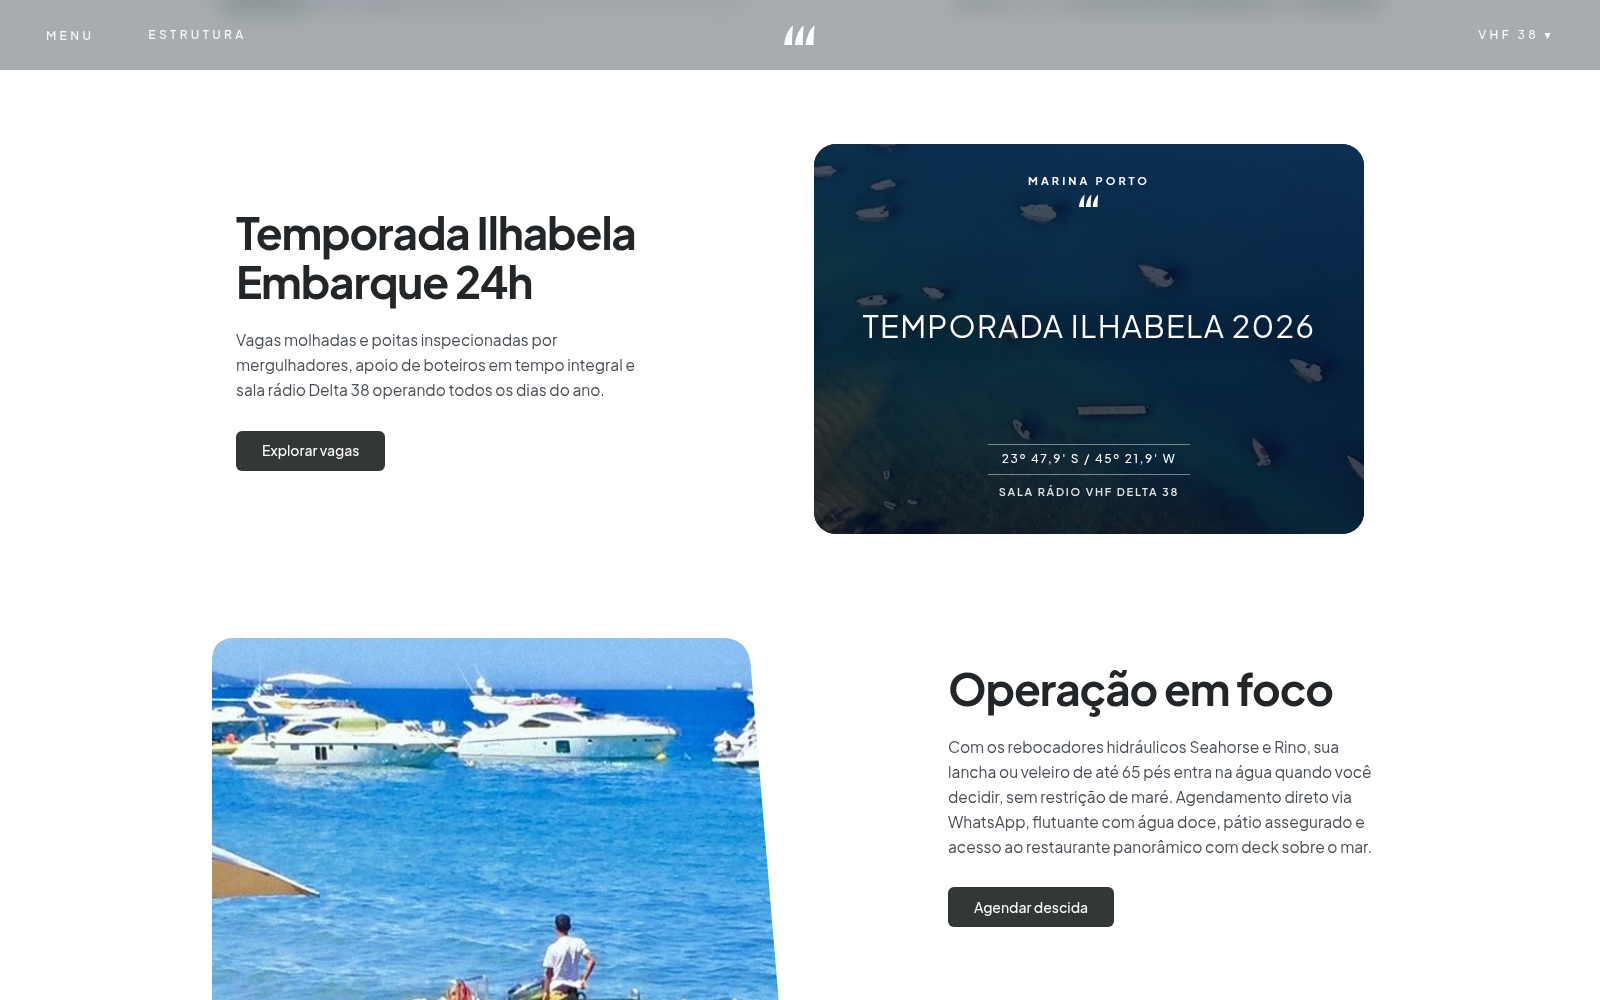 MENU
ESTRUTURA
VHF 38 ▾
Temporada Ilhabela
Embarque 24h
Vagas molhadas e poitas inspecionadas por
mergulhadores, apoio de boteiros em tempo integral e
sala rádio Delta 38 operando todos os dias do ano.
Explorar vagas
MARINA PORTO
TEMPORADA ILHABELA 2026
23º 47,9' S / 45º 21,9' W
SALA RÁDIO VHF DELTA 38
Operação em foco
Com os rebocadores hidráulicos Seahorse e Rino, sua
lancha ou veleiro de até 65 pés entra na água quando você
decidir, sem restrição de maré. Agendamento direto via
WhatsApp, flutuante com água doce, pátio assegurado e
acesso ao restaurante panorâmico com deck sobre o mar.
Agendar descida